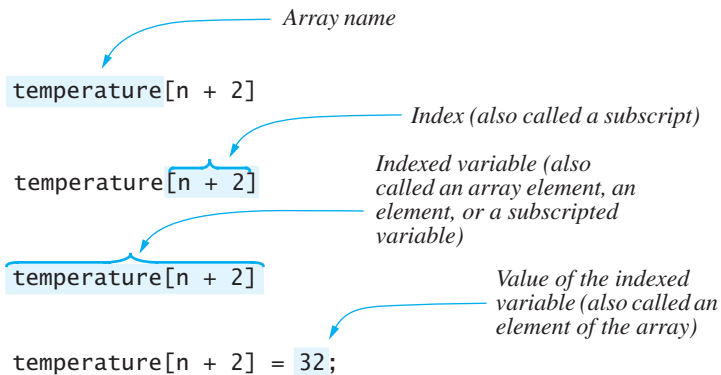 Array name
temperature[n + 2]
Index (also called a subscript)
temperature[n + 2]
Indexed variable (also
called an array element, an
element, or a subscripted
variable)
temperature[n + 2]
Value of the indexed
variable (also called an
element of the array)
temperature[n + 2] = 32;